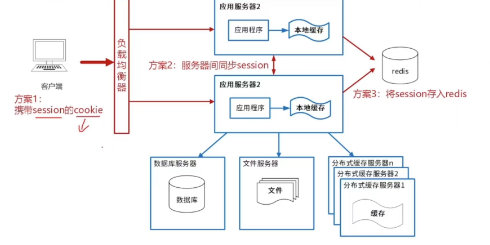 应用服务器2
应用程序
本地缓存
负载均衡器
方案2：服务器间同步session
redis
客户端
应用服务器2
应用程序
本地缓存
方案1：
携带session的cookie
方案3：将session存入redis
数据库服务器
数据库
文件服务器
文件
分布式缓存服务器n
分布式缓存服务器2
分布式缓存服务器1
缓存